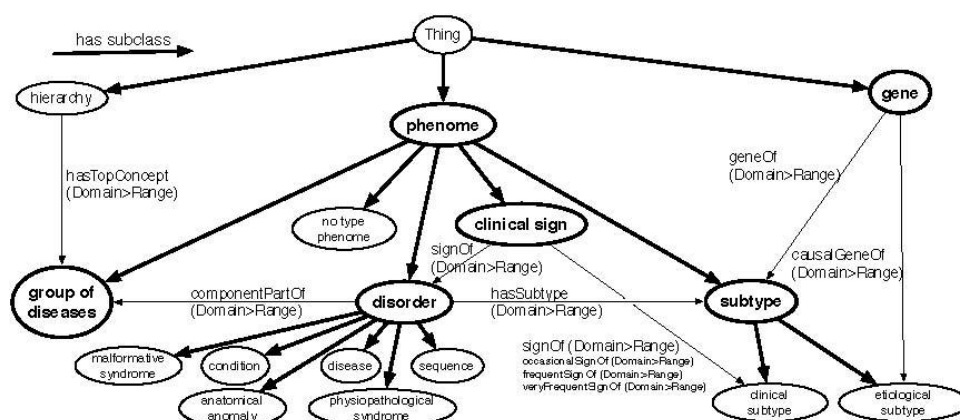 Thing
has subclass
hierarchy
gene
phenome
hasTopConcept
(Domain>Range)
geneOf
(Domain>Range)
no type
phenome
clinical sign
signOf
(Domain>Range)
causalGeneOf
(Domain>Range)
group of
diseases
componentPartOf
(Domain>Range)
disorder
hasSubtype
(Domain>Range)
subtype
malformative
syndrome
condition
disease
sequence
signOf (Domain>Range)
occasionalSignOf (Domain>Range)
frequentSignOf (Domain>Range)
veryFrequentSignOf (Domain>Range)
anatomical
anomaly
physiopathological
syndrome
clinical
subtype
etiological
subtype